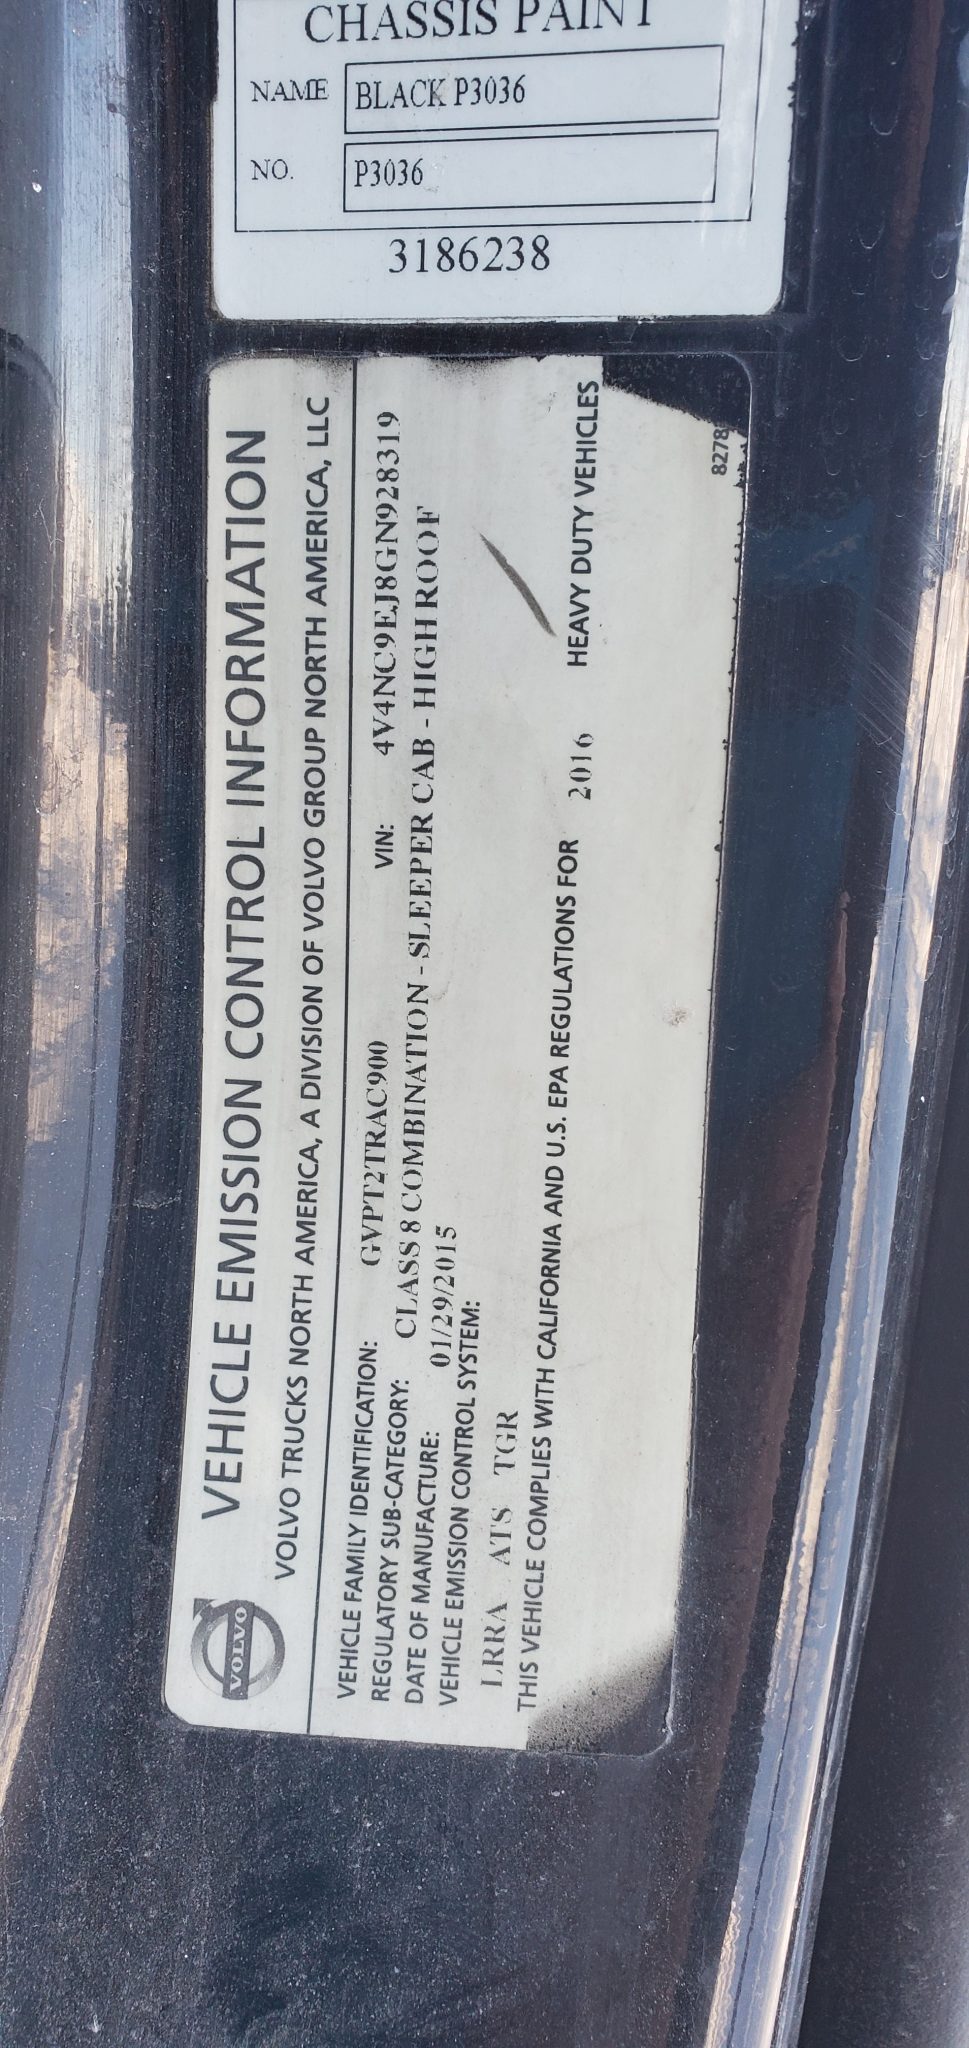 CHASSIS PAINT
NAME BLACK P3036
NO. P3036
3186238
VOLVO
VEHICLE EMISSION CONTROL INFORMATION
VOLVO TRUCKS NORTH AMERICA, A DIVISION OF VOLVO GROUP NORTH AMERICA, LLC
VEHICLE FAMILY IDENTIFICATION: GVPT2TRAC900 VIN: 4V4NC9EJ8GN928319
REGULATORY SUB-CATEGORY: CLASS 8 COMBINATION - SLEEPER CAB - HIGH ROOF
DATE OF MANUFACTURE: 01/29/2015
VEHICLE EMISSION CONTROL SYSTEM:
LRRA ATS TGR
THIS VEHICLE COMPLIES WITH CALIFORNIA AND U.S. EPA REGULATIONS FOR 2016 HEAVY DUTY VEHICLES